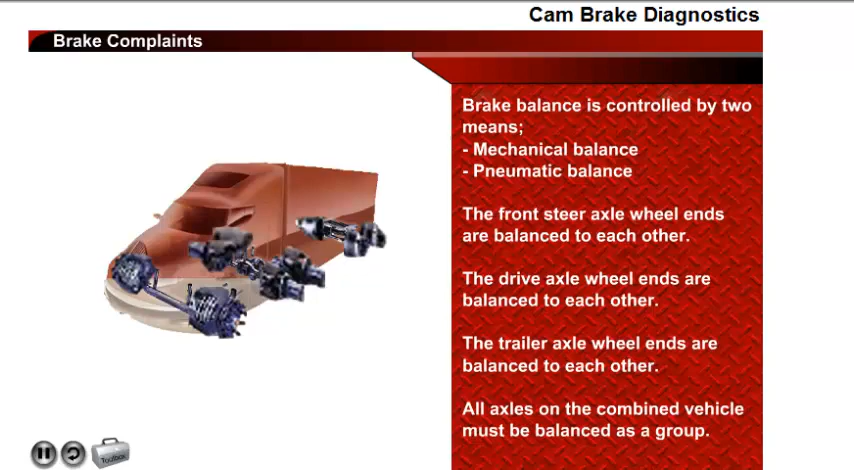 Cam Brake Diagnostics
Brake Complaints
Brake balance is controlled by two
means;
- Mechanical balance
- Pneumatic balance
The front steer axle wheel ends
are balanced to each other.
The drive axle wheel ends are
balanced to each other.
The trailer axle wheel ends are
balanced to each other.
All axles on the combined vehicle
must be balanced as a group.
Toolbox